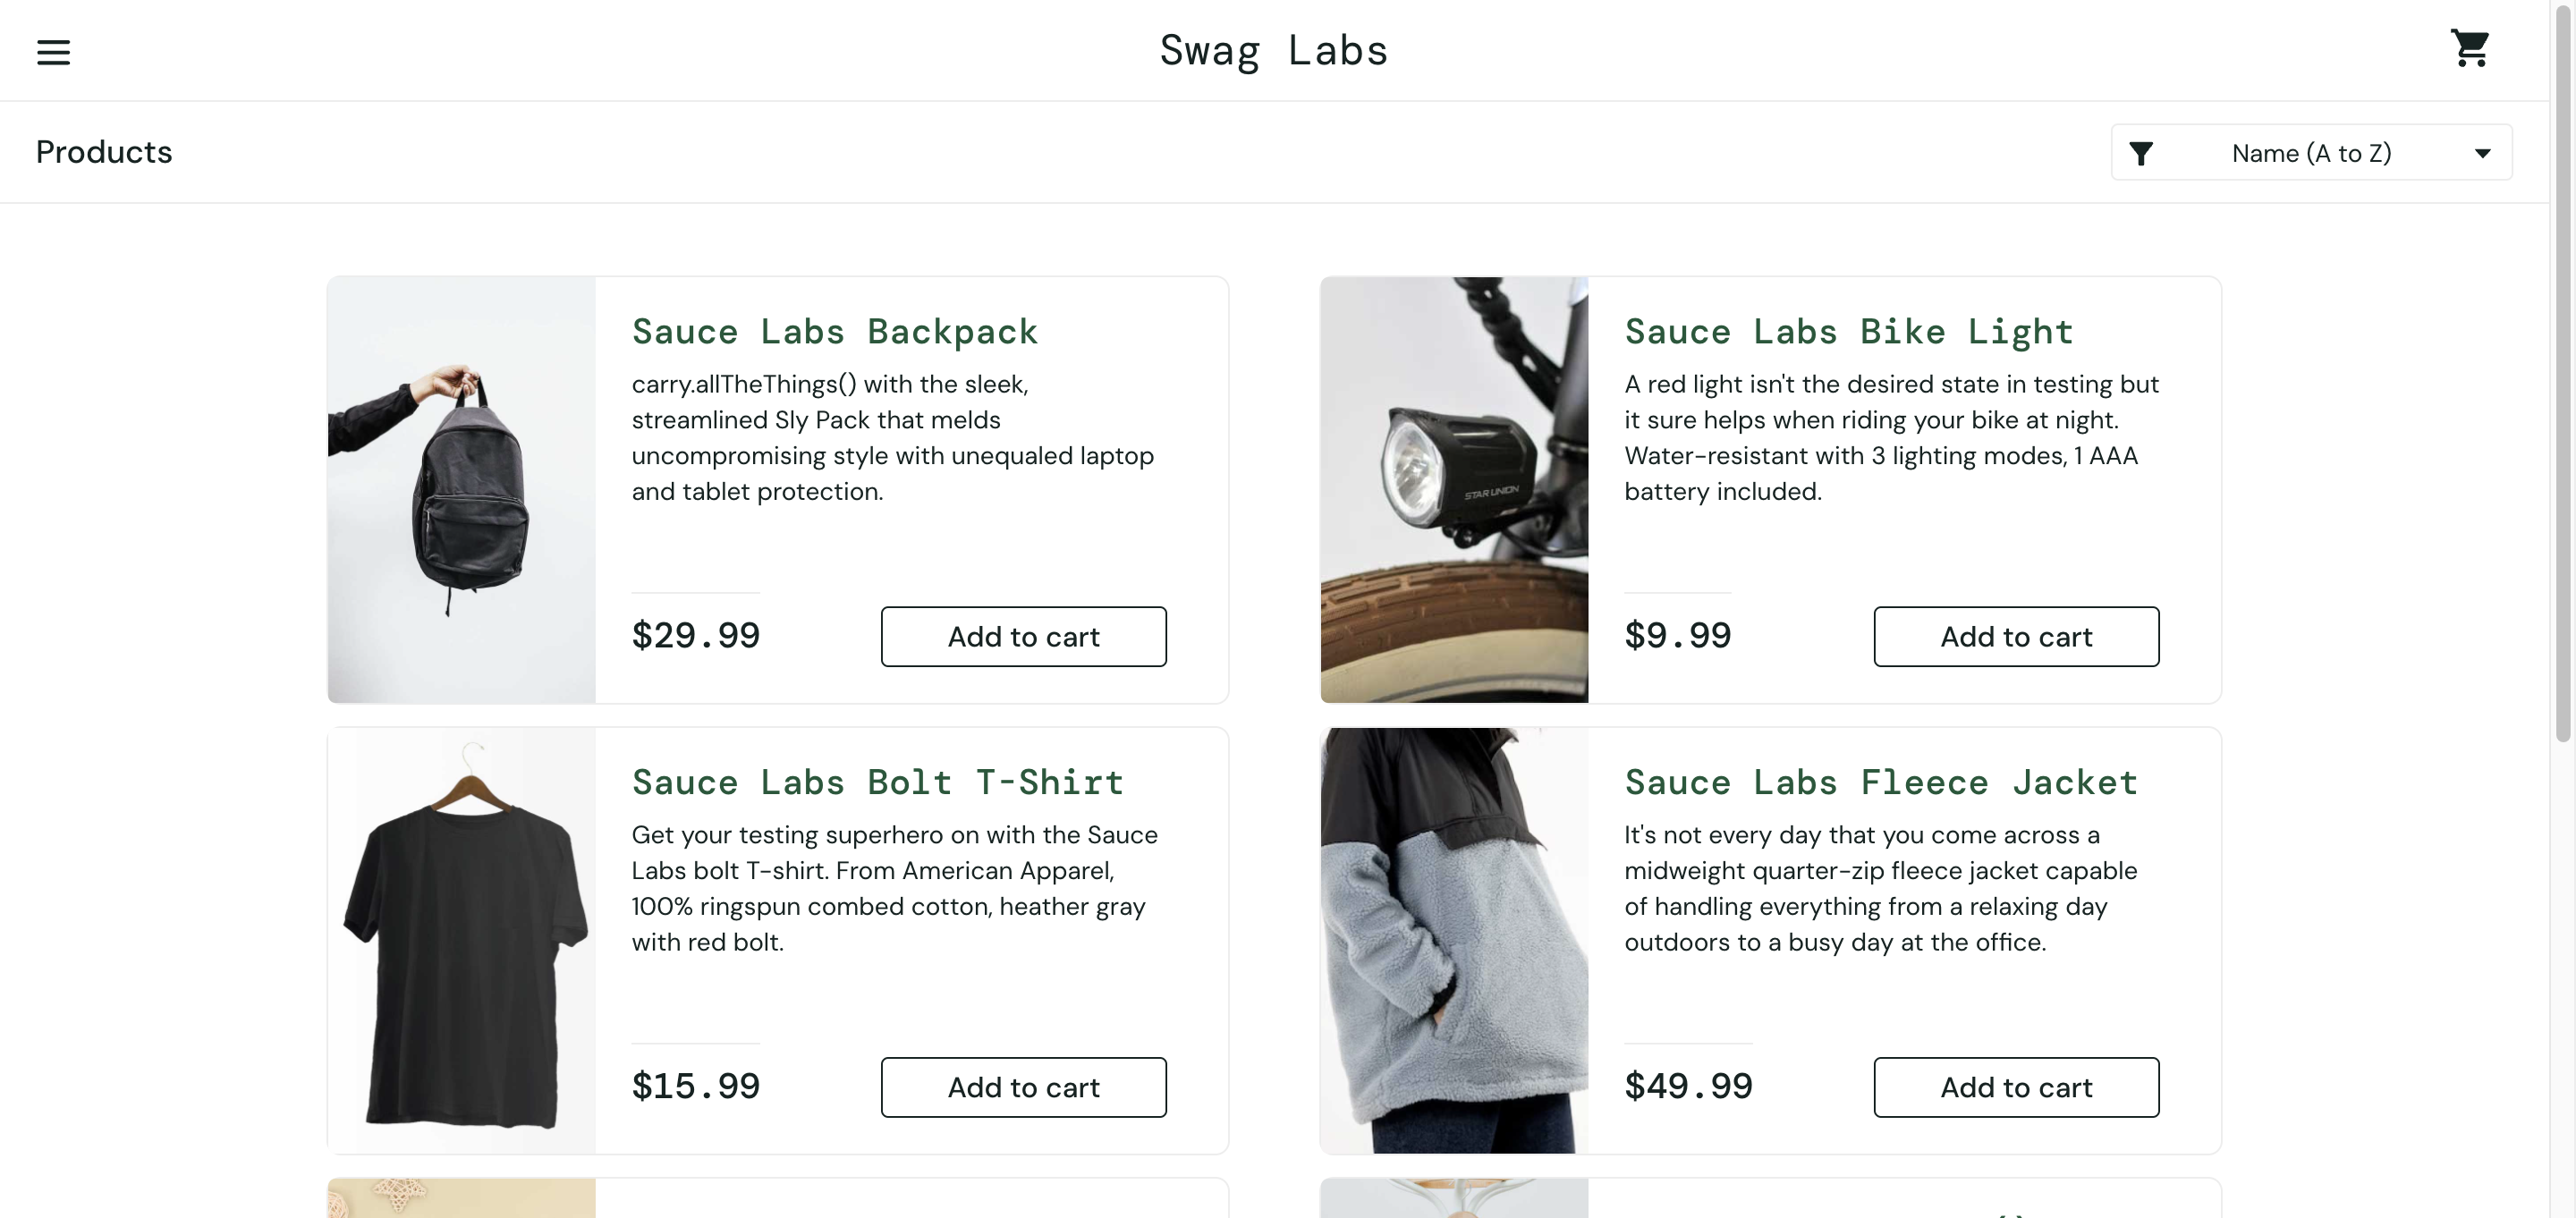 Swag Labs
Products
Name (A to Z)
Sauce Labs Backpack
carry.allTheThings() with the sleek,
streamlined Sly Pack that melds
uncompromising style with unequaled laptop
and tablet protection.
$29.99
Add to cart
STAR UNION
Sauce Labs Bike Light
A red light isn't the desired state in testing but
it sure helps when riding your bike at night.
Water-resistant with 3 lighting modes, 1 AAA
battery included.
$9.99
Add to cart
Sauce Labs Bolt T-Shirt
Get your testing superhero on with the Sauce
Labs bolt T-shirt. From American Apparel,
100% ringspun combed cotton, heather gray
with red bolt.
$15.99
Add to cart
Sauce Labs Fleece Jacket
It's not every day that you come across a
midweight quarter-zip fleece jacket capable
of handling everything from a relaxing day
outdoors to a busy day at the office.
$49.99
Add to cart